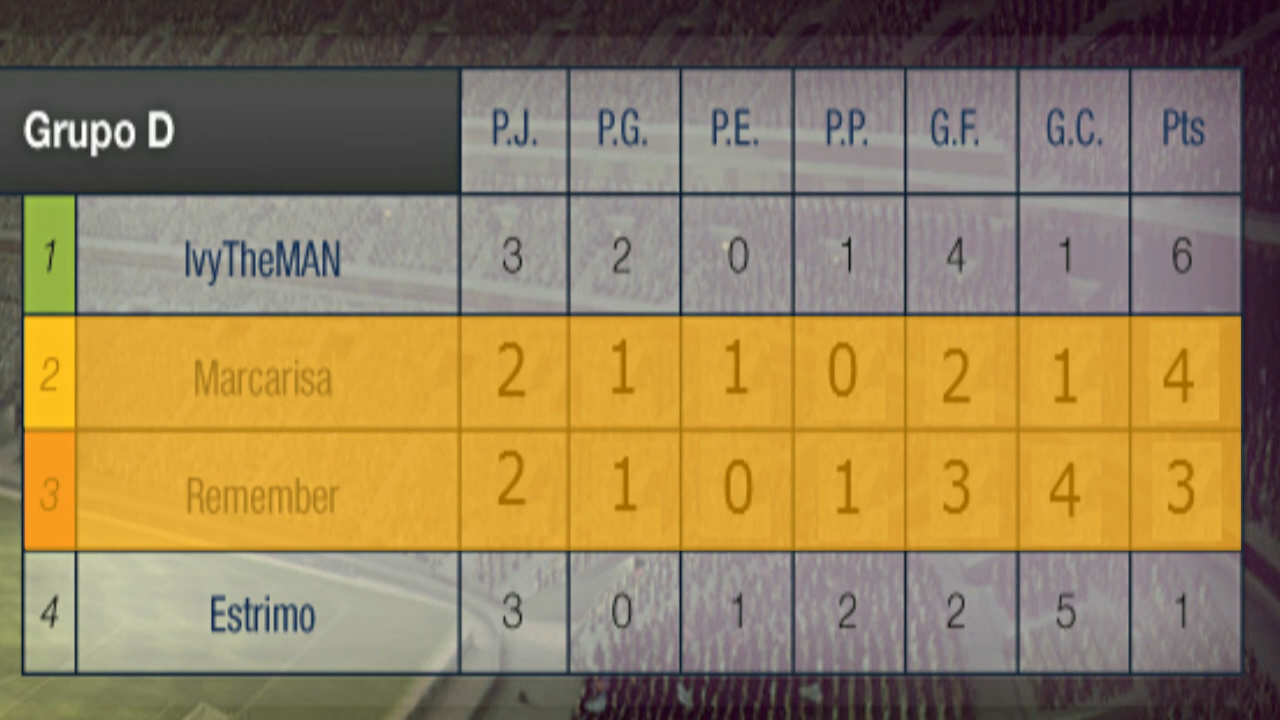 Grupo D P.J. P.G. P.E. P.P. G.F. G.C. Pts
1 IvyTheMAN 3 2 0 1 4 1 6
2 Marcarisa 2 1 1 0 2 1 4
3 Remember 2 1 0 1 3 4 3
4 Estrimo 3 0 1 2 2 5 1